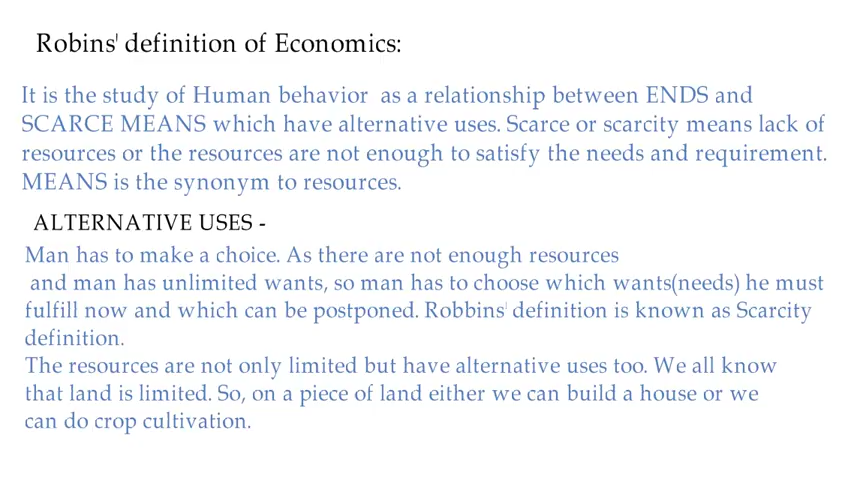 Robins' definition of Economics:
It is the study of Human behavior as a relationship between ENDS and
SCARCE MEANS which have alternative uses. Scarce or scarcity means lack of
resources or the resources are not enough to satisfy the needs and requirement.
MEANS is the synonym to resources.
ALTERNATIVE USES -
Man has to make a choice. As there are not enough resources
and man has unlimited wants, so man has to choose which wants(needs) he must
fulfill now and which can be postponed. Robbins' definition is known as Scarcity
definition.
The resources are not only limited but have alternative uses too. We all know
that land is limited. So, on a piece of land either we can build a house or we
can do crop cultivation.